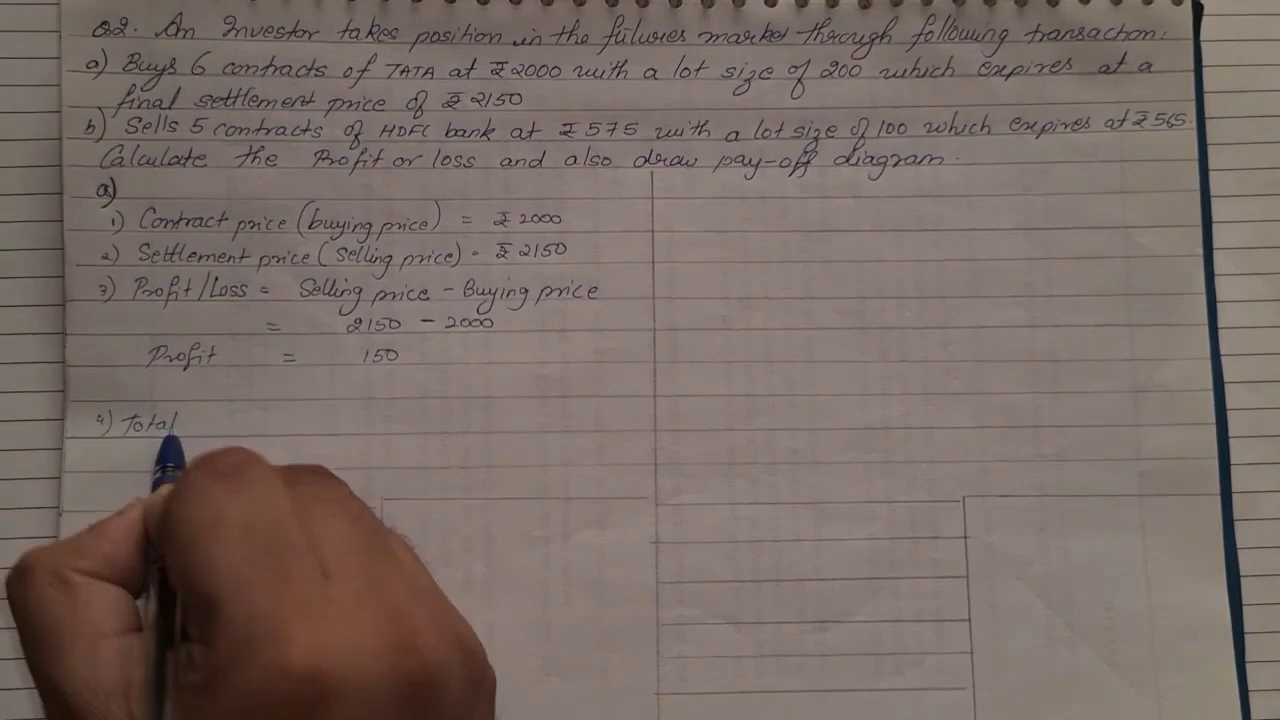 Q2. An Investor takes position in the futures market through following transaction:
a) Buys 6 contracts of TATA at ₹ 2000 with a lot size of 200 which expires at a
final settlement price of ₹ 2150
b) Sells 5 contracts of HDFC bank at ₹ 575 with a lot size of 100 which expires at ₹ 565.
Calculate the Profit or loss and also draw pay-off diagram.
a)
1) Contract price (buying price) = ₹ 2000
2) Settlement price (Selling price) - ₹ 2150
3) Profit/Loss = Selling price - Buying price
= 2150 - 2000
Profit = 150
4) Total